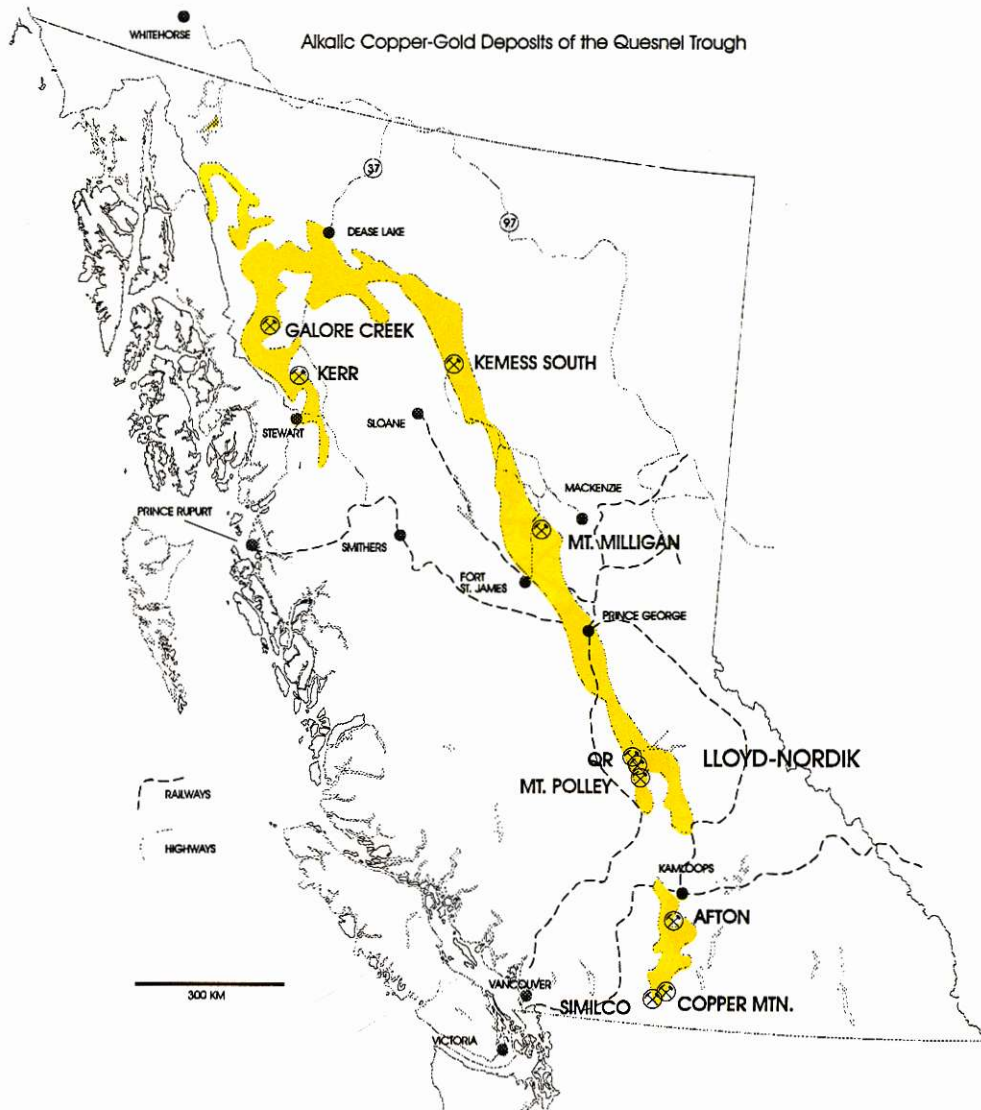 WHITEHORSE
Alkalic Copper-Gold Deposits of the Quesnel Trough
37
97
DEASE LAKE
GALORE CREEK
KERR
KEMESS SOUTH
STEWART
SLOANE
MACKENZIE
PRINCE RUPURT
SMITHERS
MT. MILLIGAN
FORT
ST. JAMES
PRINCE GEORGE
QR
LLOYD-NORDIK
MT. POLLEY
RAILWAYS
HIGHWAYS
KAMLOOPS
AFTON
300 KM
VANCOUVER
SIMILCO
COPPER MTN.
VICTORIA